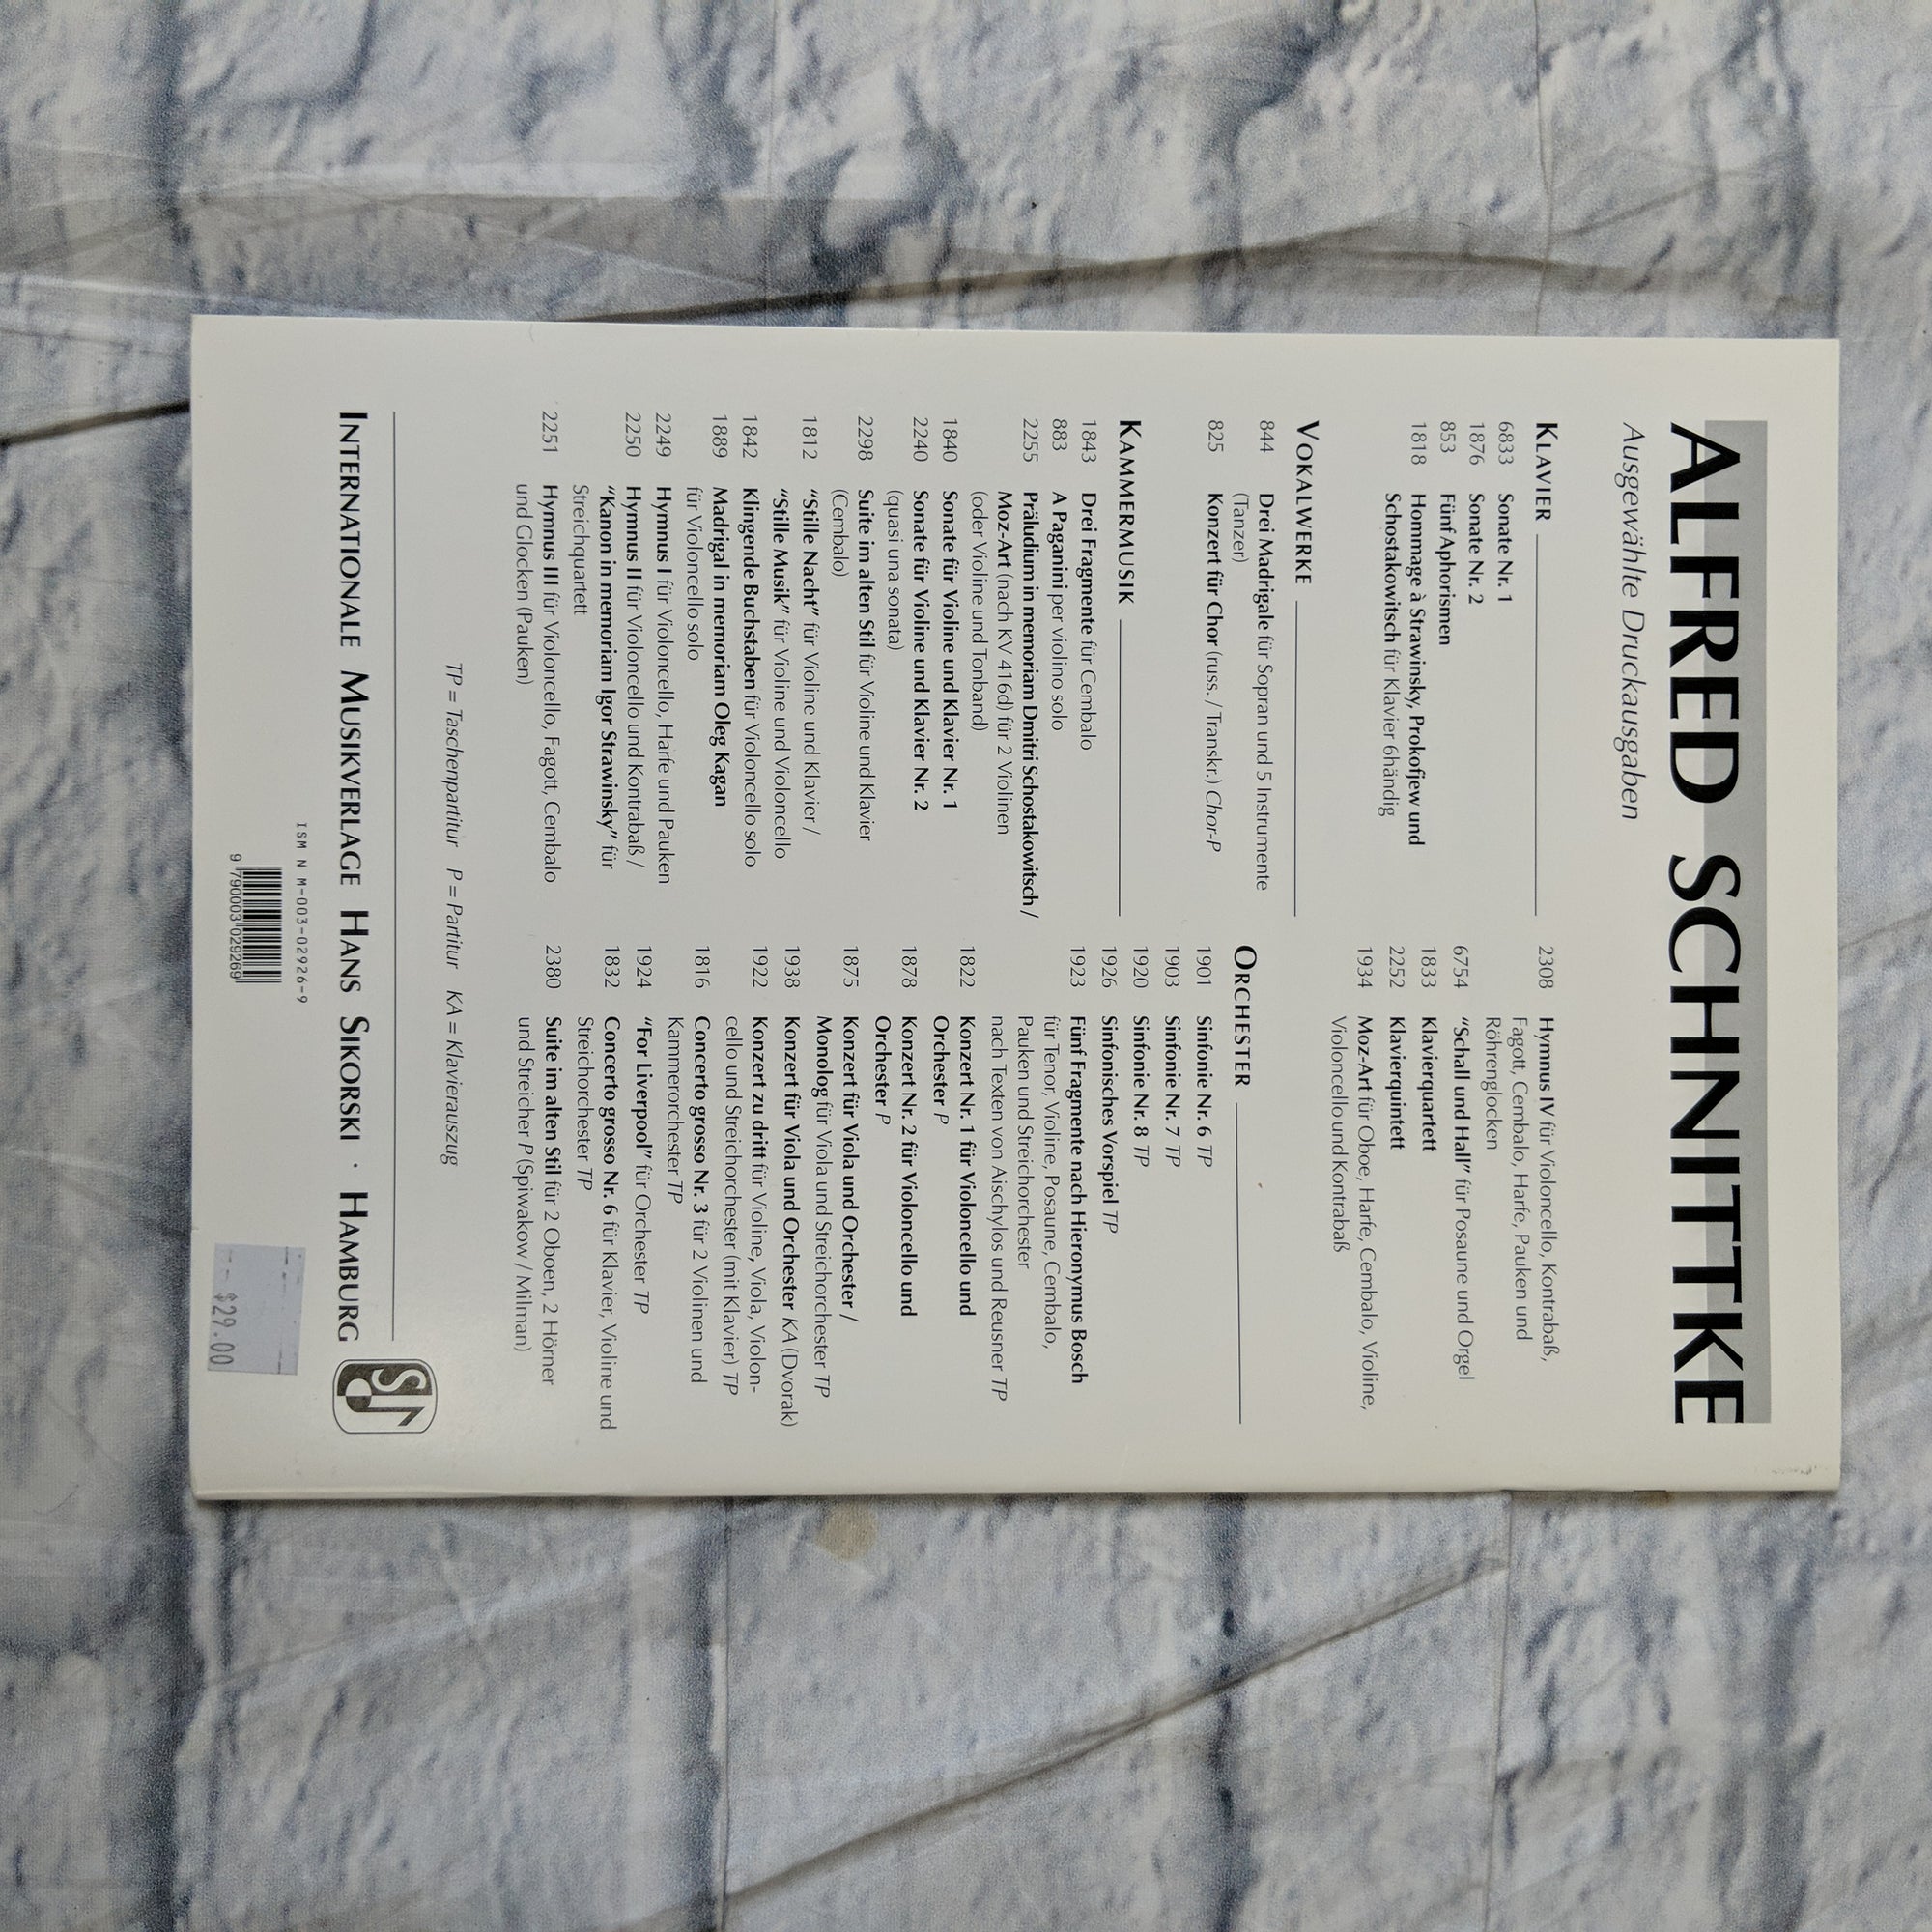 ALFRED SCHNITTKE
Ausgewählte Druckausgaben
KLAVIER
6833 Sonate Nr. 1
1876 Sonate Nr. 2
853 Fünf Aphorismen
1818 Hommage à Strawinsky, Prokofjew und
Schostakowitsch für Klavier 6händig
VOKALWERKE
844 Drei Madrigale für Sopran und 5 Instrumente
(Tanzer)
825 Konzert für Chor (russ. / Transkr.) Chor-P
KAMMERMUSIK
1843 Drei Fragmente für Cembalo
883 A Paganini per violino solo
2255 Präludium in memoriam Dmitri Schostakowitsch /
Moz-Art (nach KV 416d) für 2 Violinen
(oder Violine und Tonband)
1840 Sonate für Violine und Klavier Nr. 1
2240 Sonate für Violine und Klavier Nr. 2
(quasi una sonata)
2298 Suite im alten Stil für Violine und Klavier
(Cembalo)
1812 “Stille Nacht” für Violine und Klavier /
“Stille Musik” für Violine und Violoncello
1842 Klingende Buchstaben für Violoncello solo
1889 Madrigal in memoriam Oleg Kagan
für Violoncello solo
2249 Hymnus I für Violoncello, Harfe und Pauken
2250 Hymnus II für Violoncello und Kontrabaß /
“Kanon in memoriam Igor Strawinsky” für
Streichquartett
2251 Hymnus III für Violoncello, Fagott, Cembalo
und Glocken (Pauken)
2308 Hymnus IV für Violoncello, Kontrabaß,
Fagott, Cembalo, Harfe, Pauken und
Röhrenglocken
6754 “Schall und Hall” für Posaune und Orgel
1833 Klavierquartett
2252 Klavierquintett
1934 Moz-Art für Oboe, Harfe, Cembalo, Violine,
Violoncello und Kontrabaß
ORCHESTER
1901 Sinfonie Nr. 6 TP
1903 Sinfonie Nr. 7 TP
1920 Sinfonie Nr. 8 TP
1926 Sinfonisches Vorspiel TP
1923 Fünf Fragmente nach Hieronymus Bosch
für Tenor, Violine, Posaune, Cembalo,
Pauken und Streichorchester
nach Texten von Aischylos und Reusner TP
1822 Konzert Nr. 1 für Violoncello und
Orchester P
1878 Konzert Nr. 2 für Violoncello und
Orchester P
1875 Konzert für Viola und Orchester /
Monolog für Viola und Streichorchester TP
1938 Konzert für Viola und Orchester KA (Dvorak)
1922 Konzert zu dritt für Violine, Viola, Violon-
cello und Streichorchester (mit Klavier) TP
1816 Concerto grosso Nr. 3 für 2 Violinen und
Kammerorchester TP
1924 “For Liverpool” für Orchester TP
1832 Concerto grosso Nr. 6 für Klavier, Violine und
Streichorchester TP
2380 Suite im alten Stil für 2 Oboen, 2 Hörner
und Streicher P (Spiwakow / Milman)
TP = Taschenpartitur P = Partitur KA = Klavierauszug
INTERNATIONALE MUSIKVERLAGE HANS SIKORSKI · HAMBURG
ISM N M-003-02926-9
9 790003 029269
$29.00